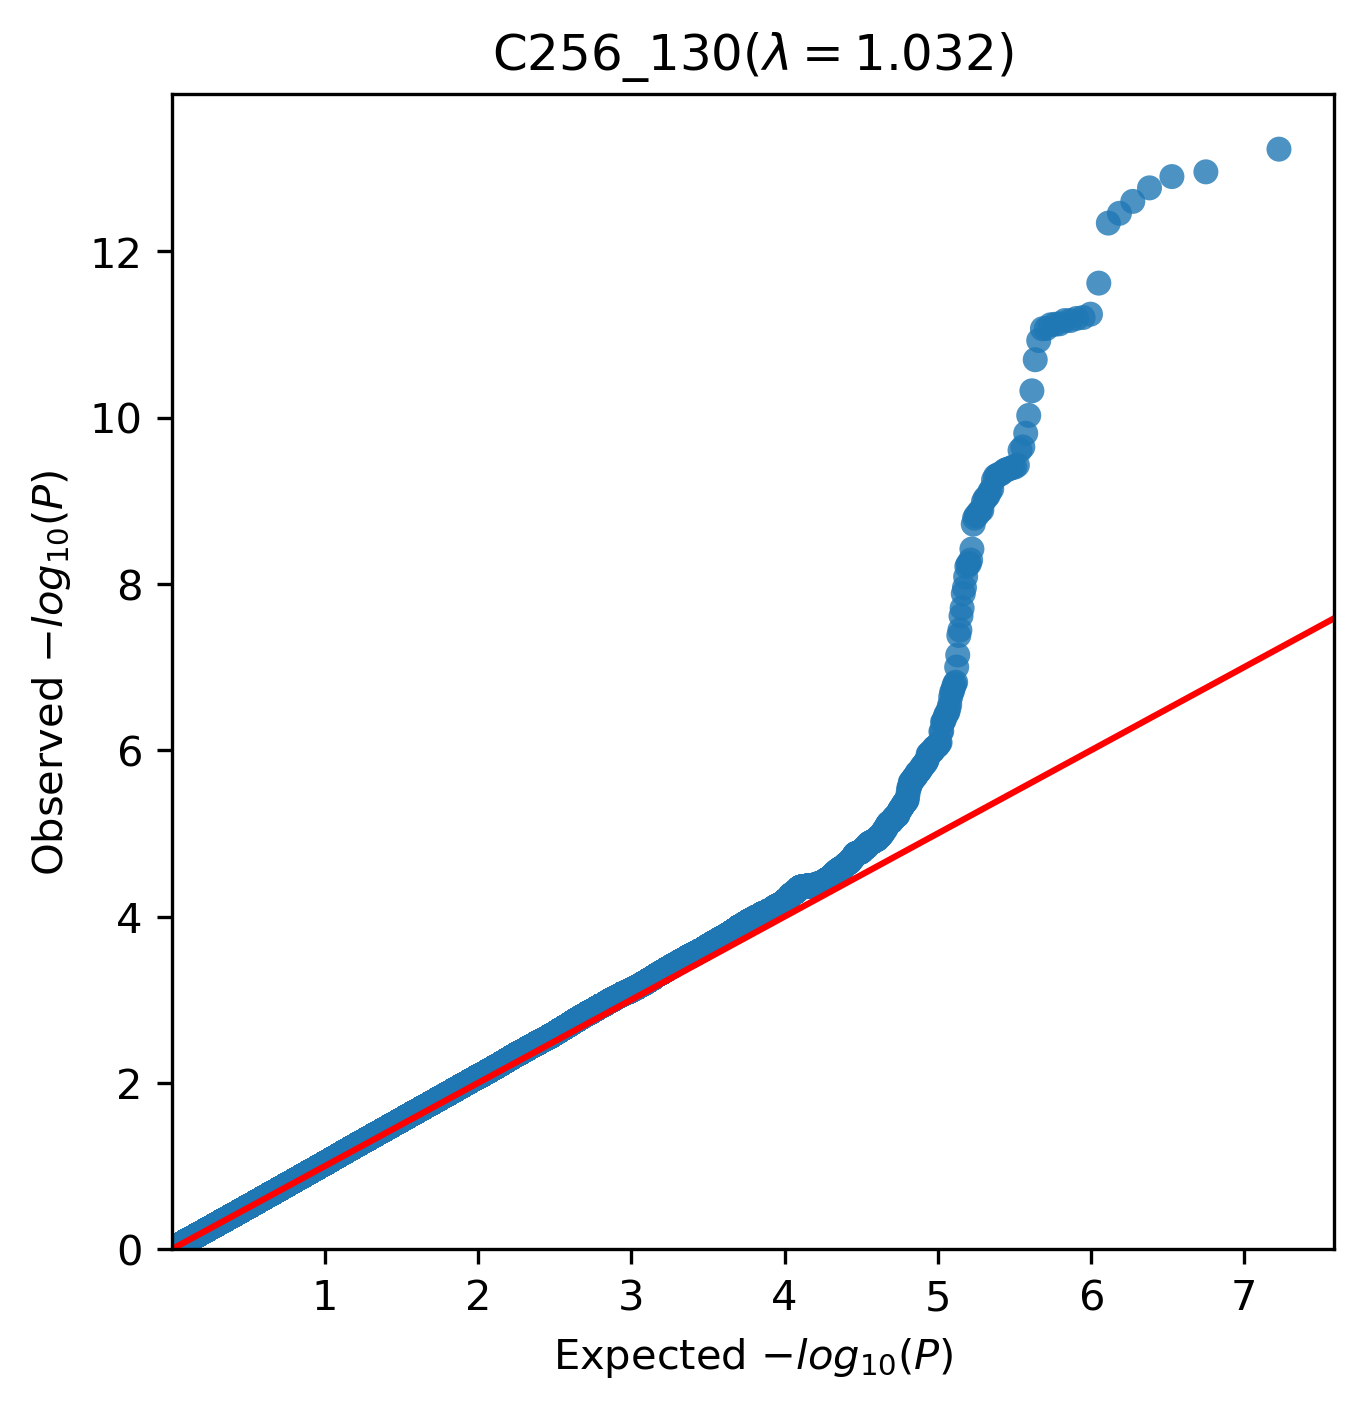 C256_130(λ = 1.032)
12
10
8
6
4
2
0
Observed −log₁₀(P)
1 2 3 4 5 6 7
Expected −log₁₀(P)